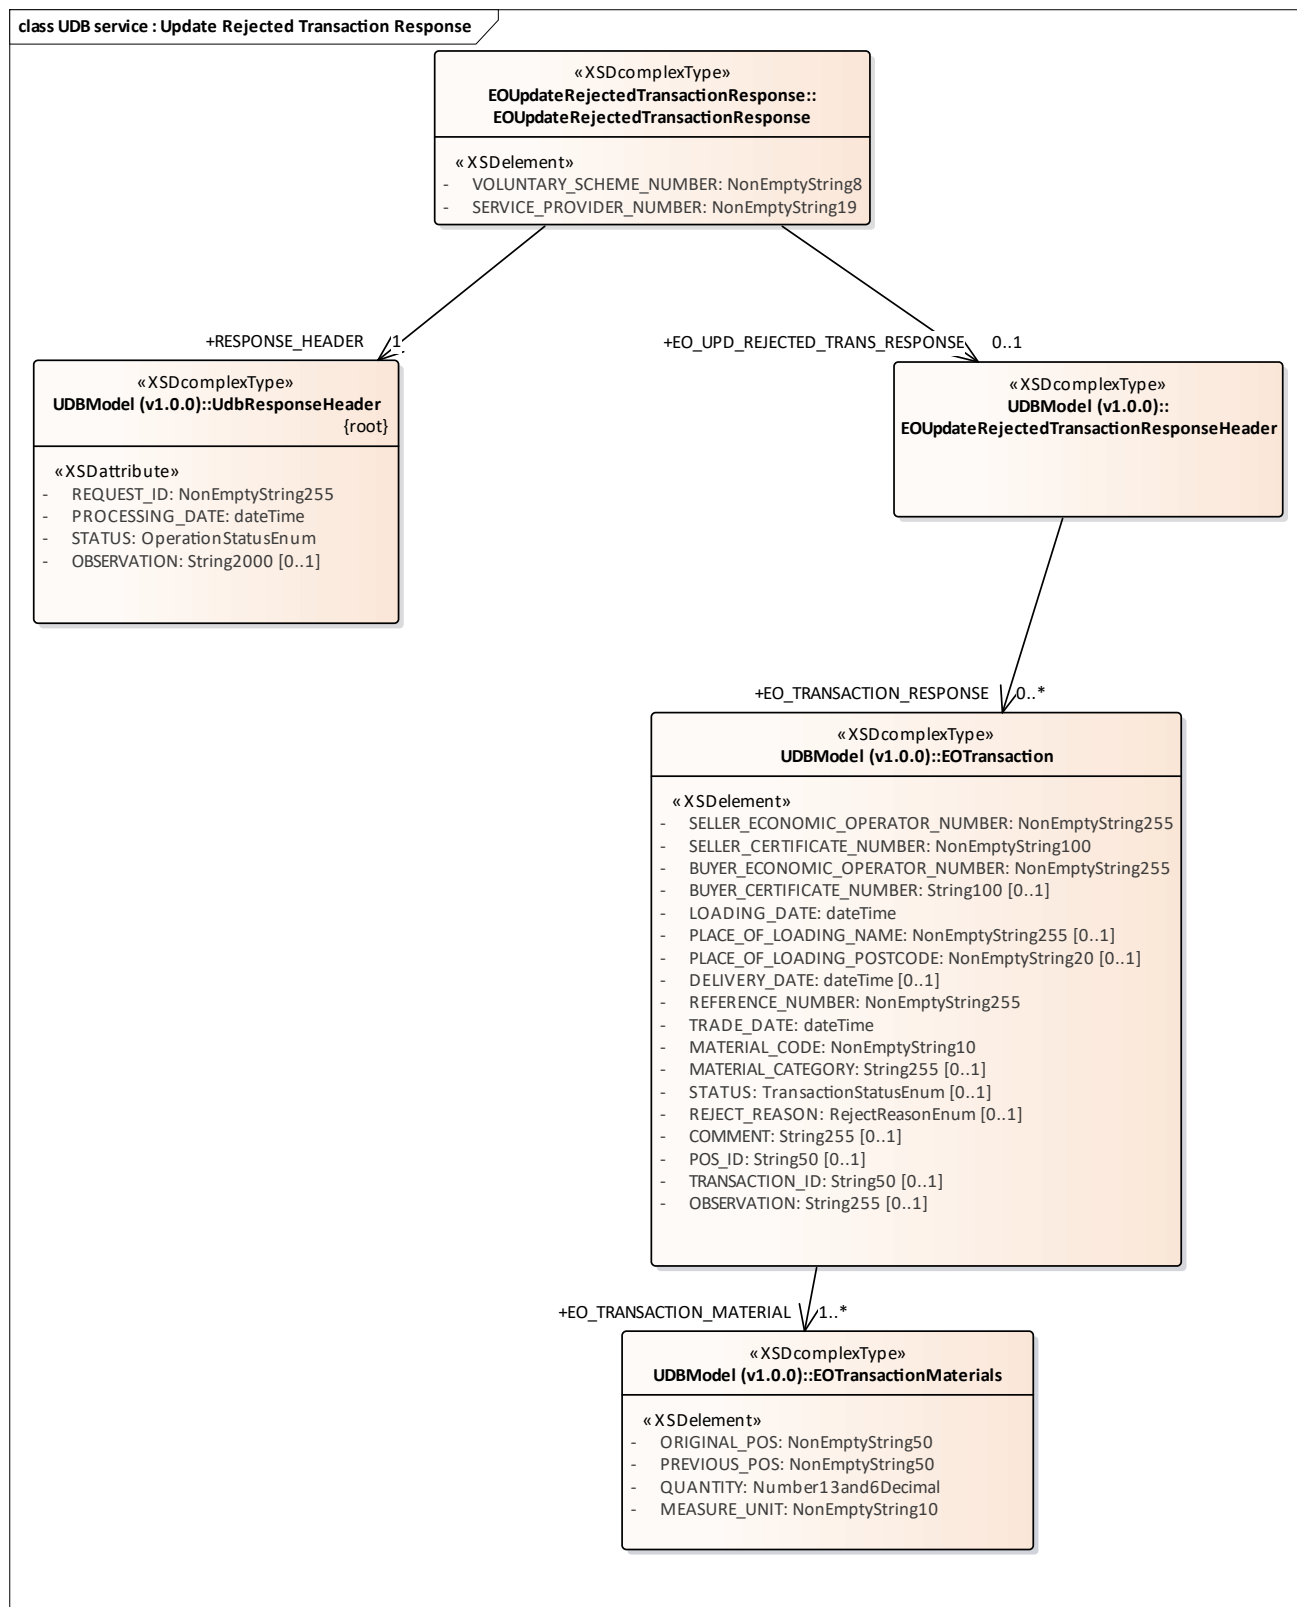 class UDB service : Update Rejected Transaction Response
«XSDcomplexType»
EOUpdateRejectedTransactionResponse::
EOUpdateRejectedTransactionResponse
«XSDelement»
- VOLUNTARY_SCHEME_NUMBER: NonEmptyString8
- SERVICE_PROVIDER_NUMBER: NonEmptyString19
+RESPONSE_HEADER 1
+EO_UPD_REJECTED_TRANS_RESPONSE 0..1
«XSDcomplexType»
UDBModel (v1.0.0)::UdbResponseHeader
{root}
«XSDattribute»
- REQUEST_ID: NonEmptyString255
- PROCESSING_DATE: dateTime
- STATUS: OperationStatusEnum
- OBSERVATION: String2000 [0..1]
«XSDcomplexType»
UDBModel (v1.0.0)::
EOUpdateRejectedTransactionResponseHeader
+EO_TRANSACTION_RESPONSE 0..*
«XSDcomplexType»
UDBModel (v1.0.0)::EOTransaction
«XSDelement»
- SELLER_ECONOMIC_OPERATOR_NUMBER: NonEmptyString255
- SELLER_CERTIFICATE_NUMBER: NonEmptyString100
- BUYER_ECONOMIC_OPERATOR_NUMBER: NonEmptyString255
- BUYER_CERTIFICATE_NUMBER: String100 [0..1]
- LOADING_DATE: dateTime
- PLACE_OF_LOADING_NAME: NonEmptyString255 [0..1]
- PLACE_OF_LOADING_POSTCODE: NonEmptyString20 [0..1]
- DELIVERY_DATE: dateTime [0..1]
- REFERENCE_NUMBER: NonEmptyString255
- TRADE_DATE: dateTime
- MATERIAL_CODE: NonEmptyString10
- MATERIAL_CATEGORY: String255 [0..1]
- STATUS: TransactionStatusEnum [0..1]
- REJECT_REASON: RejectReasonEnum [0..1]
- COMMENT: String255 [0..1]
- POS_ID: String50 [0..1]
- TRANSACTION_ID: String50 [0..1]
- OBSERVATION: String255 [0..1]
+EO_TRANSACTION_MATERIAL 1..*
«XSDcomplexType»
UDBModel (v1.0.0)::EOTransactionMaterials
«XSDelement»
- ORIGINAL_POS: NonEmptyString50
- PREVIOUS_POS: NonEmptyString50
- QUANTITY: Number13and6Decimal
- MEASURE_UNIT: NonEmptyString10